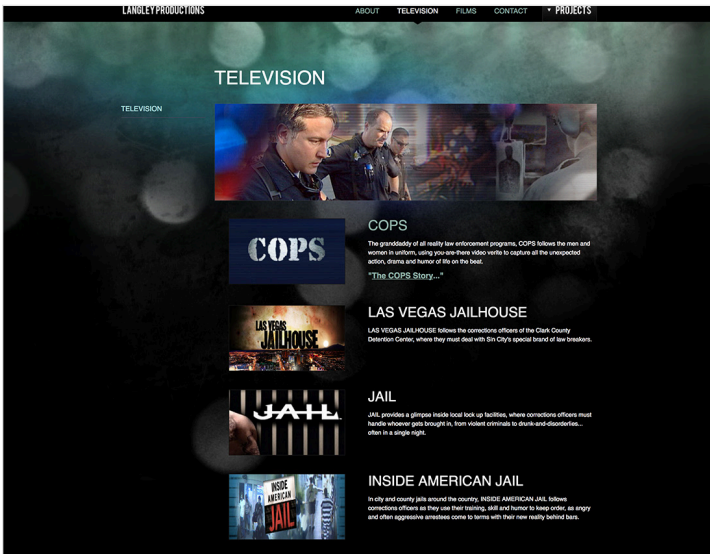 LANGLEY PRODUCTIONS
ABOUT TELEVISION FILMS CONTACT PROJECTS
TELEVISION
TELEVISION
COPS
COPS
The granddaddy of all reality law enforcement programs, COPS follows the men and
women in uniform, using you-are-there video verite to capture all the unexpected
action, drama and humor of life on the beat.
"The COPS Story..."
LAS VEGAS
JAILHOUSE
LAS VEGAS JAILHOUSE
LAS VEGAS JAILHOUSE follows the corrections officers of the Clark County
Detention Center, where they must deal with Sin City's special brand of law breakers.
JAIL
JAIL
JAIL provides a glimpse inside local lock up facilities, where corrections officers must
handle whoever gets brought in, from violent criminals to drunk-and-disorderlies...
often in a single night.
INSIDE
AMERICAN
JAIL
INSIDE AMERICAN JAIL
In city and county jails around the country, INSIDE AMERICAN JAIL follows
corrections officers as they use their training, skill and humor to keep order, as angry
and often aggressive arrestees come to terms with their new reality behind bars.